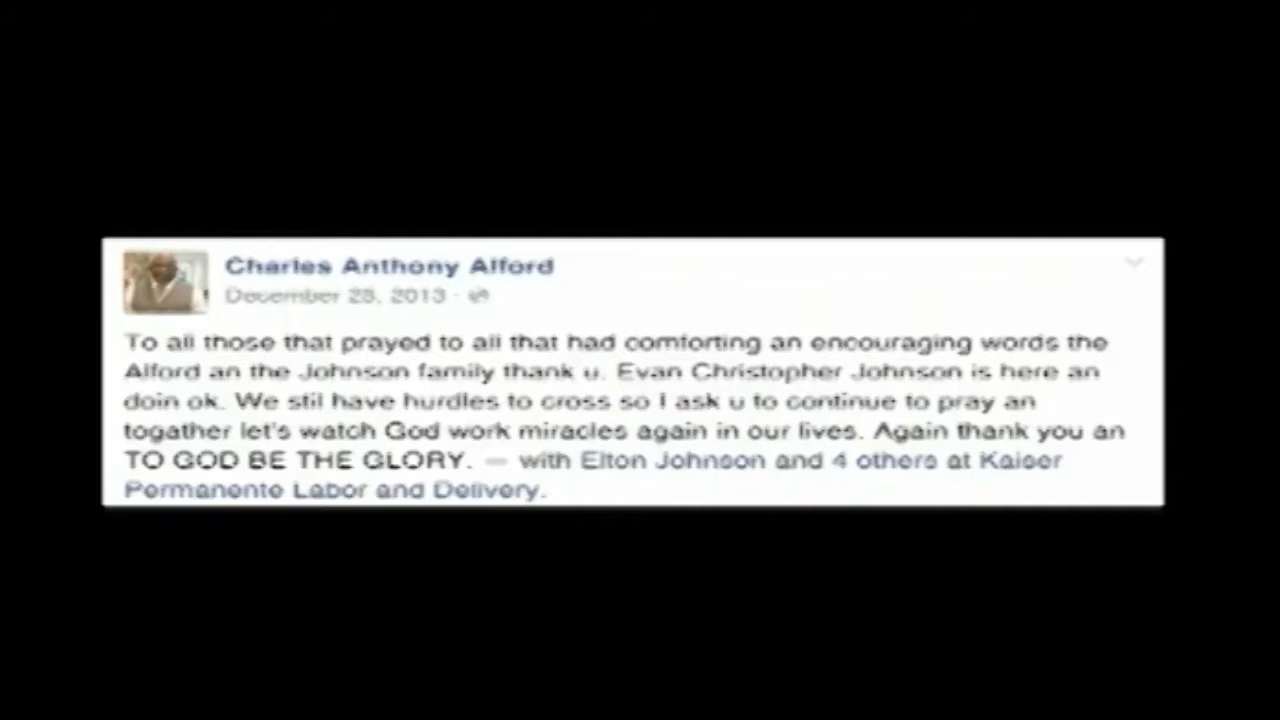 Charles Anthony Alford
December 28, 2013 ·
To all those that prayed to all that had comforting an encouraging words the
Alford an the Johnson family thank u. Evan Christopher Johnson is here an
doin ok. We stil have hurdles to cross so I ask u to continue to pray an
togather let's watch God work miracles again in our lives. Again thank you an
TO GOD BE THE GLORY. — with Elton Johnson and 4 others at Kaiser
Permanente Labor and Delivery.